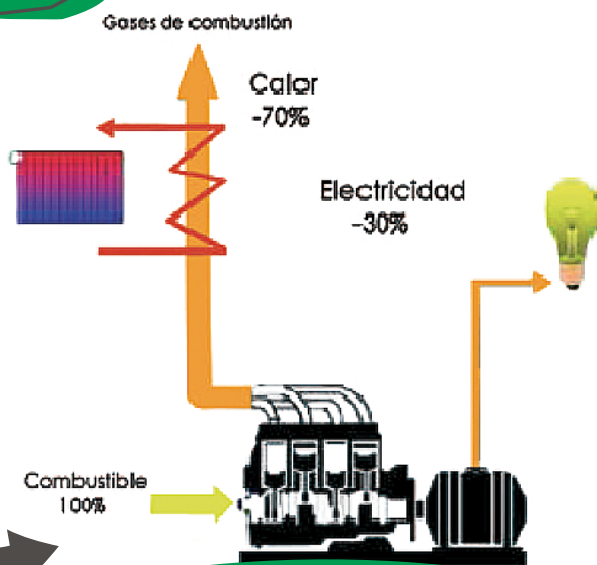 Gases de combustión
Calor
-70%
Electricidad
-30%
Combustible
100%